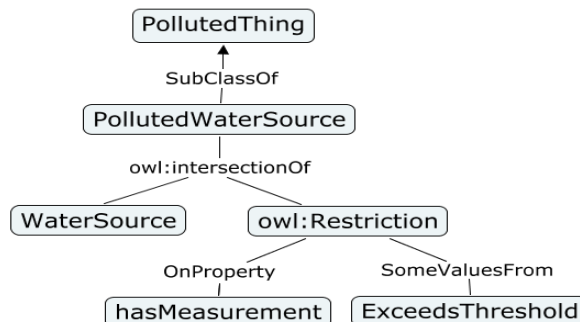 PollutedThing
SubClassOf
PollutedWaterSource
owl:intersectionOf
WaterSource
owl:Restriction
OnProperty
SomeValuesFrom
hasMeasurement
ExceedsThreshold